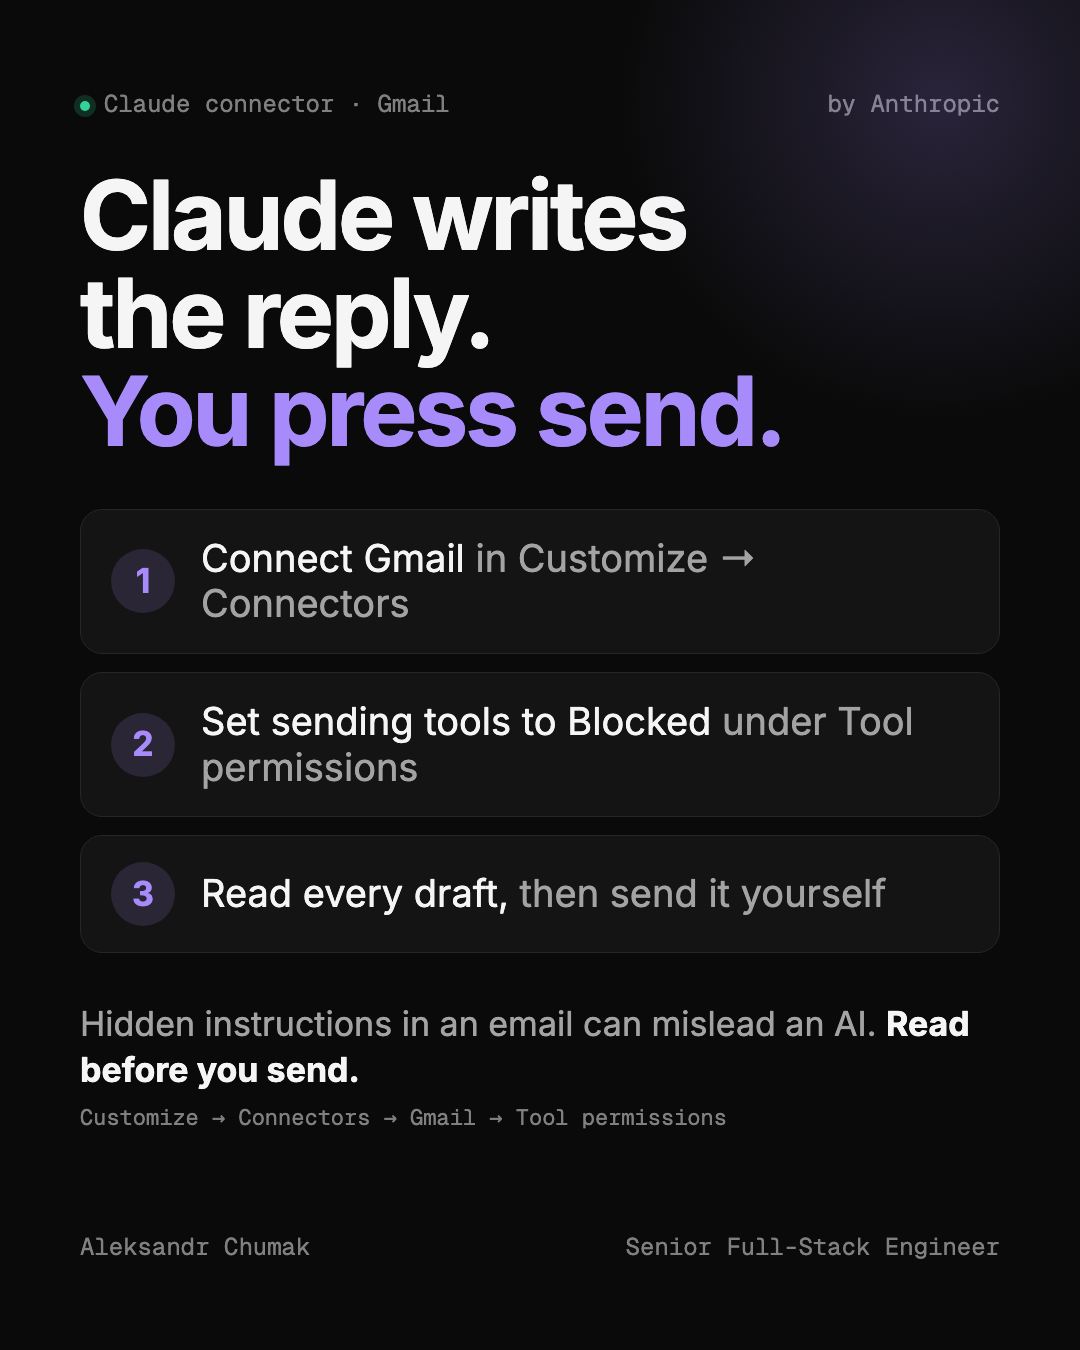 Claude connector · Gmail
by Anthropic
Claude writes
the reply.
You press send.
1
Connect Gmail in Customize →
Connectors
2
Set sending tools to Blocked under Tool
permissions
3
Read every draft, then send it yourself
Hidden instructions in an email can mislead an AI. Read
before you send.
Customize → Connectors → Gmail → Tool permissions
Aleksandr Chumak
Senior Full-Stack Engineer